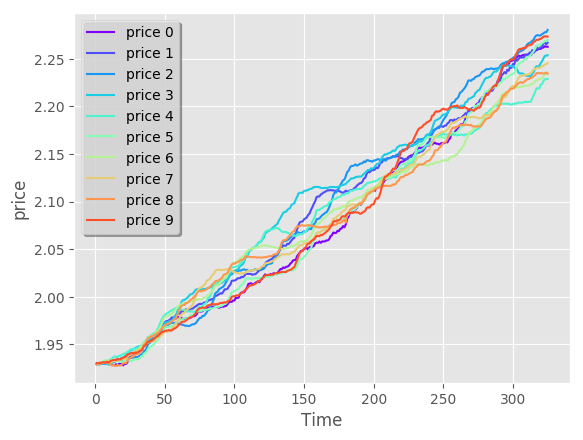 price 0
price 1
price 2
price 3
price 4
price 5
price 6
price 7
price 8
price 9
2.25
2.20
2.15
2.10
2.05
2.00
1.95
price
0 50 100 150 200 250 300
Time